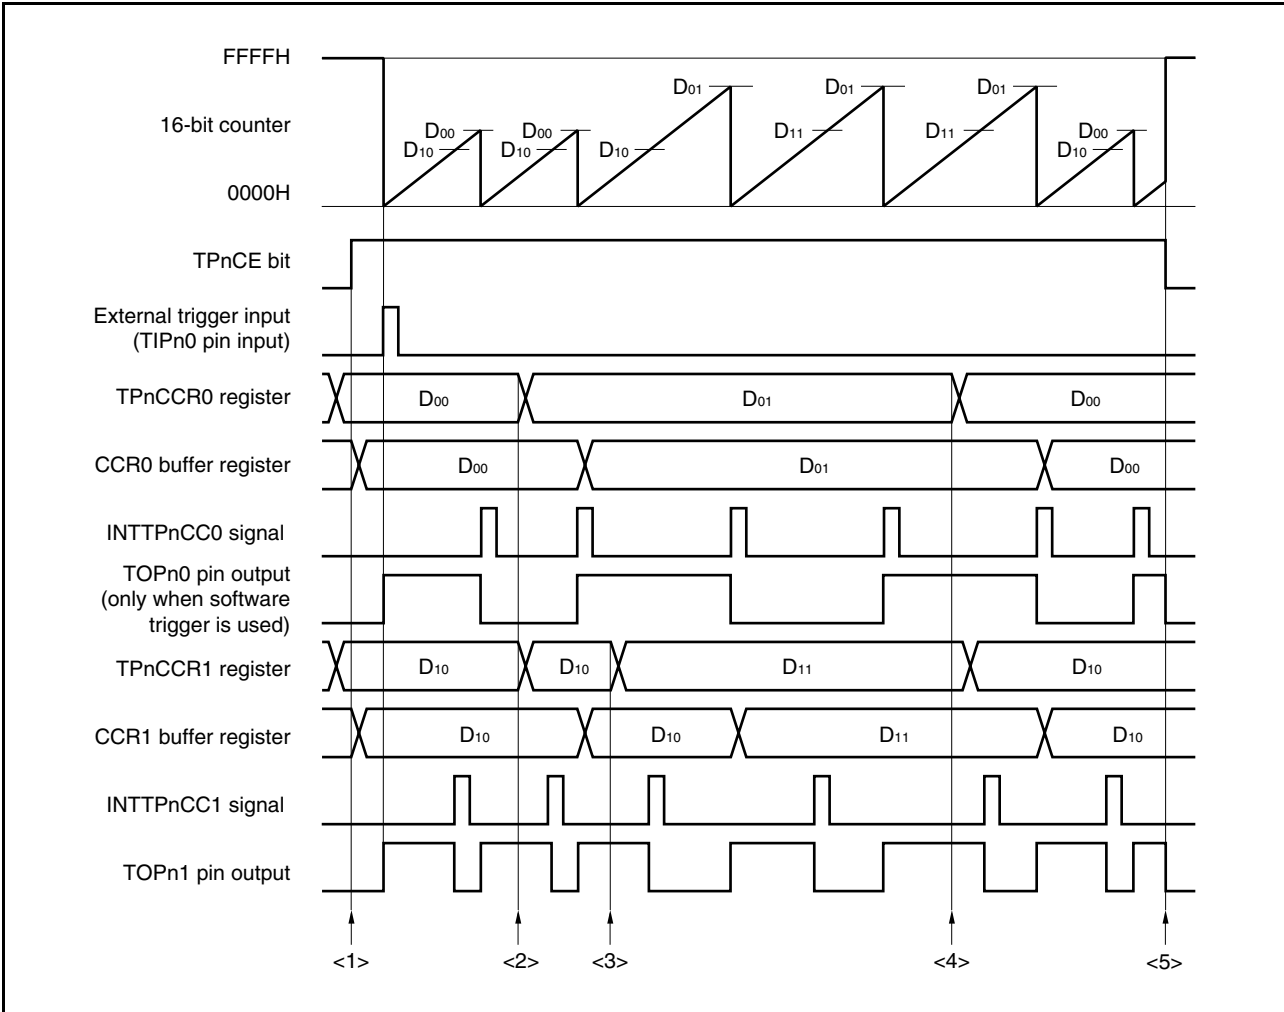 FFFFH
D01 D01 D01
16-bit counter
D00 D00 D11 D11 D00
D10 D10 D10 D10
0000H
TPnCE bit
External trigger input
(TIPn0 pin input)
TPnCCR0 register D00 D01 D00
CCR0 buffer register D00 D01 D00
INTTPnCC0 signal
TOPn0 pin output
(only when software
trigger is used)
TPnCCR1 register D10 D10 D11 D10
CCR1 buffer register D10 D10 D11 D10
INTTPnCC1 signal
TOPn1 pin output
<1> <2> <3> <4> <5>